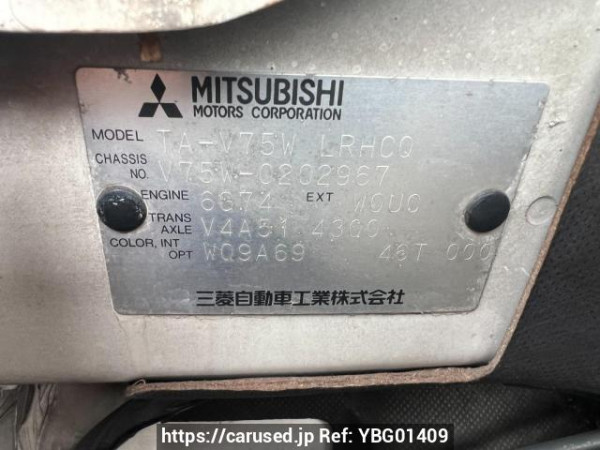 MITSUBISHI
MOTORS CORPORATION
MODEL TA-V75W LRHCQ
CHASSIS NO. V75W-0202967
ENGINE 6G74 EXT W09U0
TRANS AXLE V4A51 4300
COLOR, INT OPT WQ9A69 46T 000
三菱自動車工業株式会社
https://carused.jp Ref: YBG01409